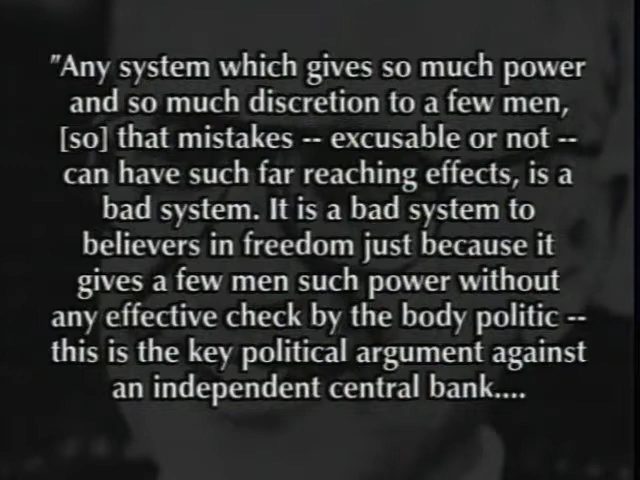 "Any system which gives so much power
and so much discretion to a few men,
[so] that mistakes -- excusable or not --
can have such far reaching effects, is a
bad system. It is a bad system to
believers in freedom just because it
gives a few men such power without
any effective check by the body politic --
this is the key political argument against
an independent central bank....